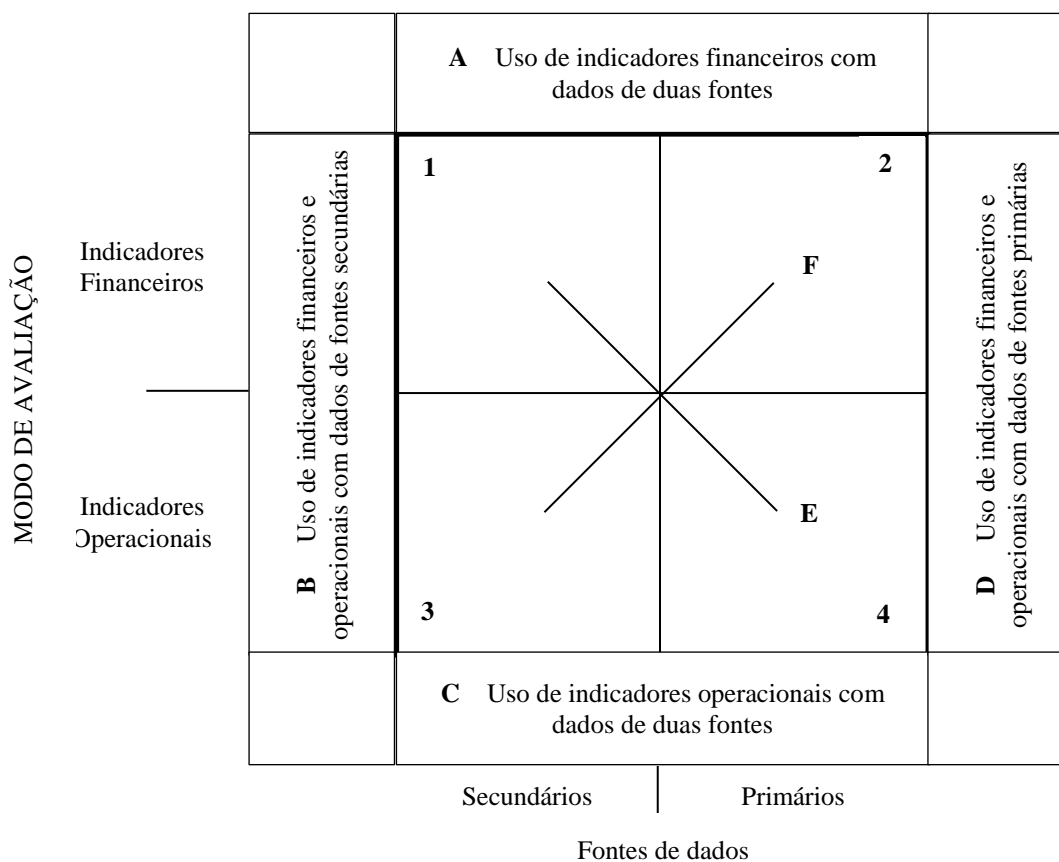 A Uso de indicadores financeiros com
dados de duas fontes
MODO DE AVALIAÇÃO
Indicadores
Financeiros
Indicadores
Operacionais
B Uso de indicadores financeiros e
operacionais com dados de fontes secundárias
1
2
F
E
3
4
D Uso de indicadores financeiros e
operacionais com dados de fontes primárias
C Uso de indicadores operacionais com
dados de duas fontes
Secundários
Primários
Fontes de dados